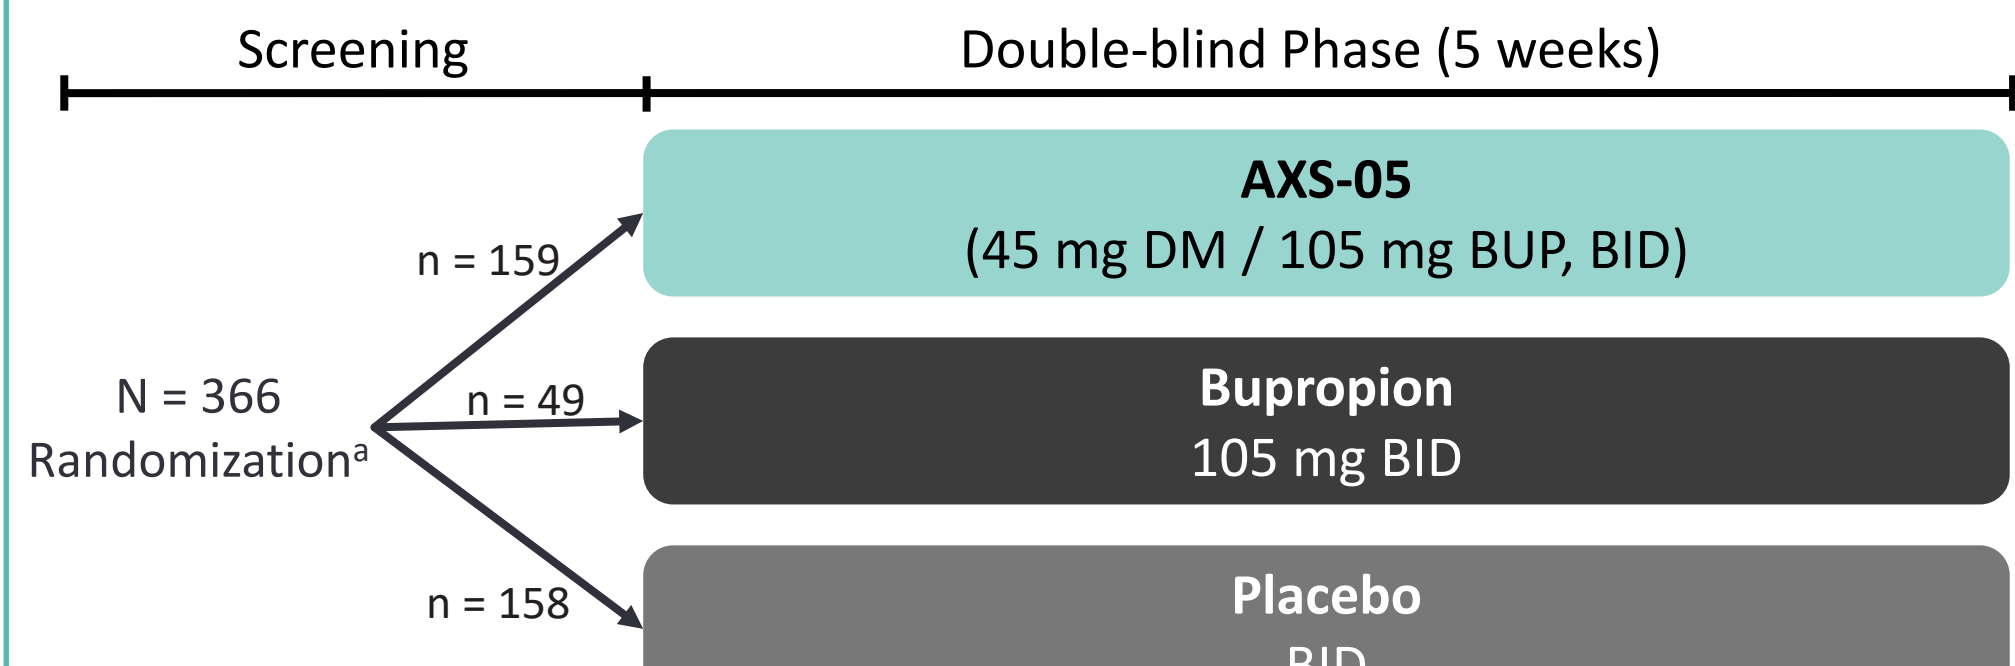 Screening
Double-blind Phase (5 weeks)
AXS-05
(45 mg DM / 105 mg BUP, BID)
n = 159
Bupropion
105 mg BID
n = 49
N = 366
Randomizationᵃ
Placebo
BID
n = 158